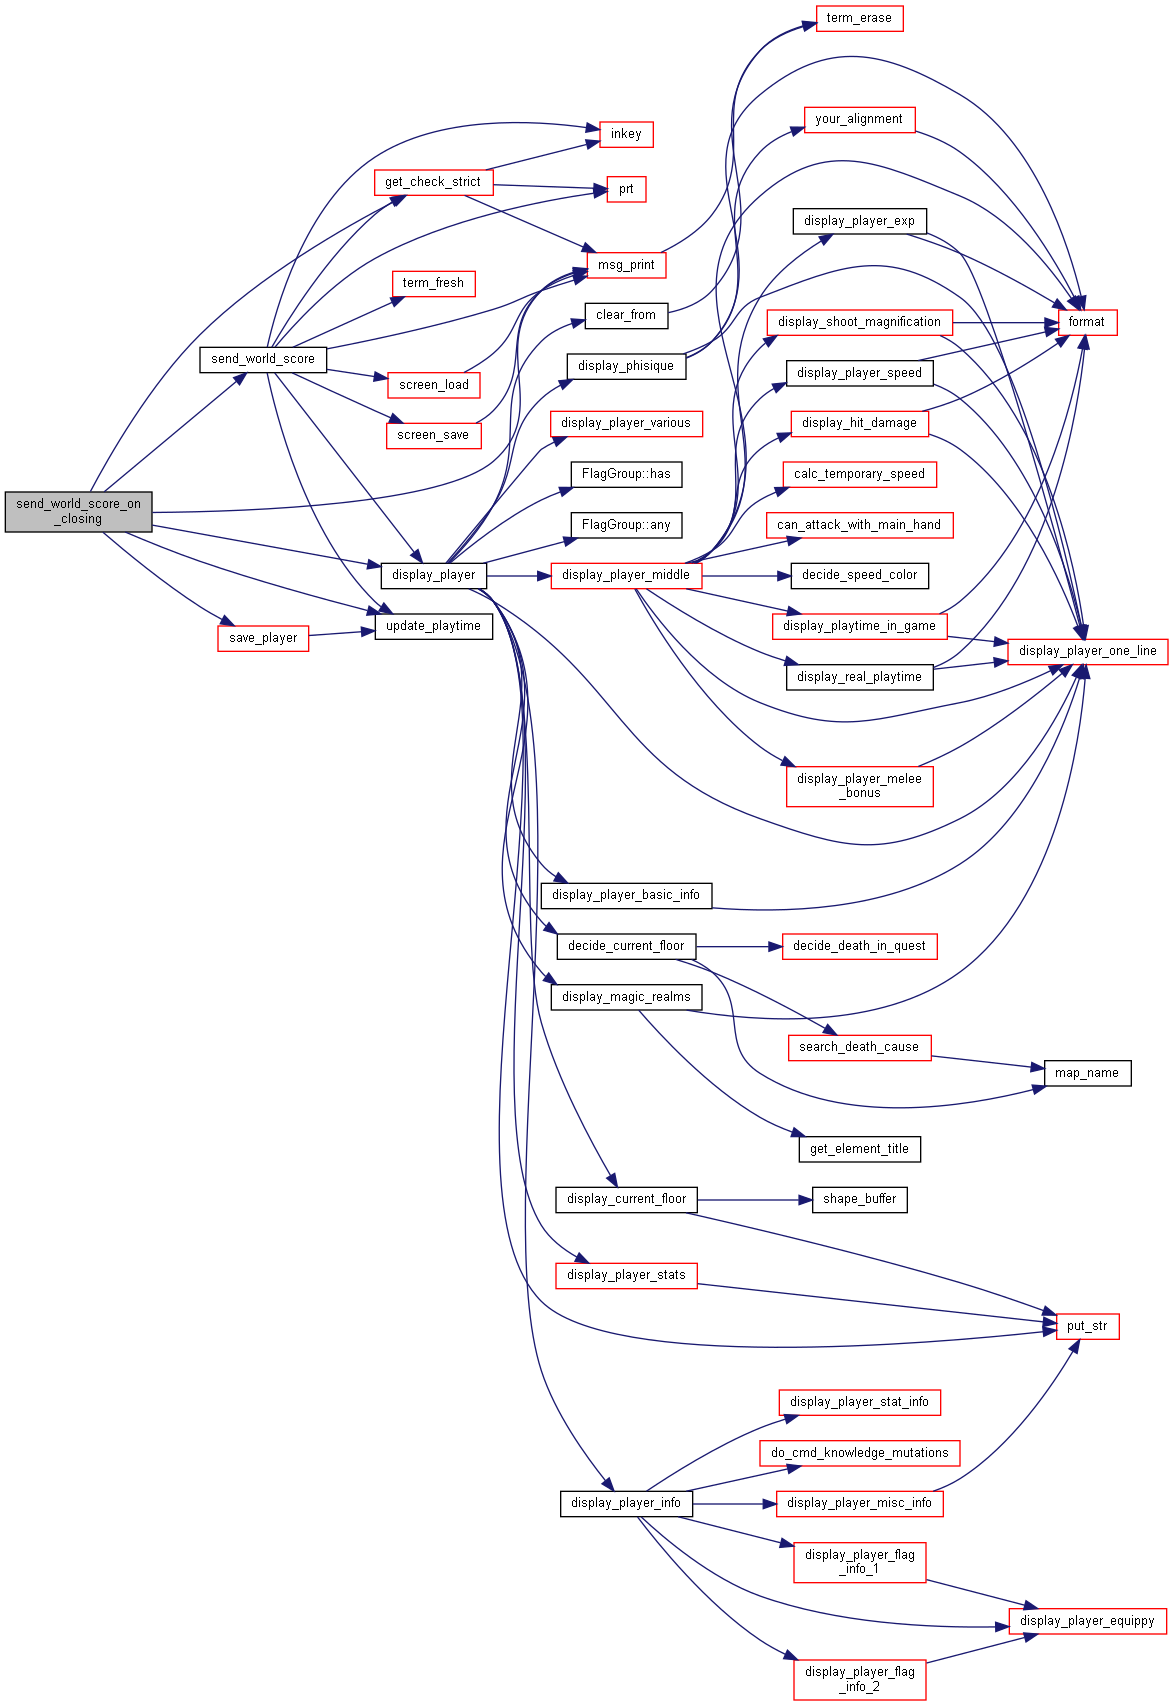 term_erase
your_alignment
inkey
get_check_strict
prt
display_player_exp
msg_print
term_fresh
clear_from
display_shoot_magnification
format
send_world_score
display_phisique
display_player_speed
screen_load
display_player_various
display_hit_damage
screen_save
FlagGroup::has
calc_temporary_speed
send_world_score_on
_closing
FlagGroup::any
can_attack_with_main_hand
display_player
display_player_middle
decide_speed_color
save_player
update_playtime
display_playtime_in_game
display_player_one_line
display_real_playtime
display_player_melee
_bonus
display_player_basic_info
decide_current_floor
decide_death_in_quest
display_magic_realms
search_death_cause
map_name
get_element_title
display_current_floor
shape_buffer
display_player_stats
put_str
display_player_stat_info
do_cmd_knowledge_mutations
display_player_info
display_player_misc_info
display_player_flag
_info_1
display_player_equippy
display_player_flag
_info_2